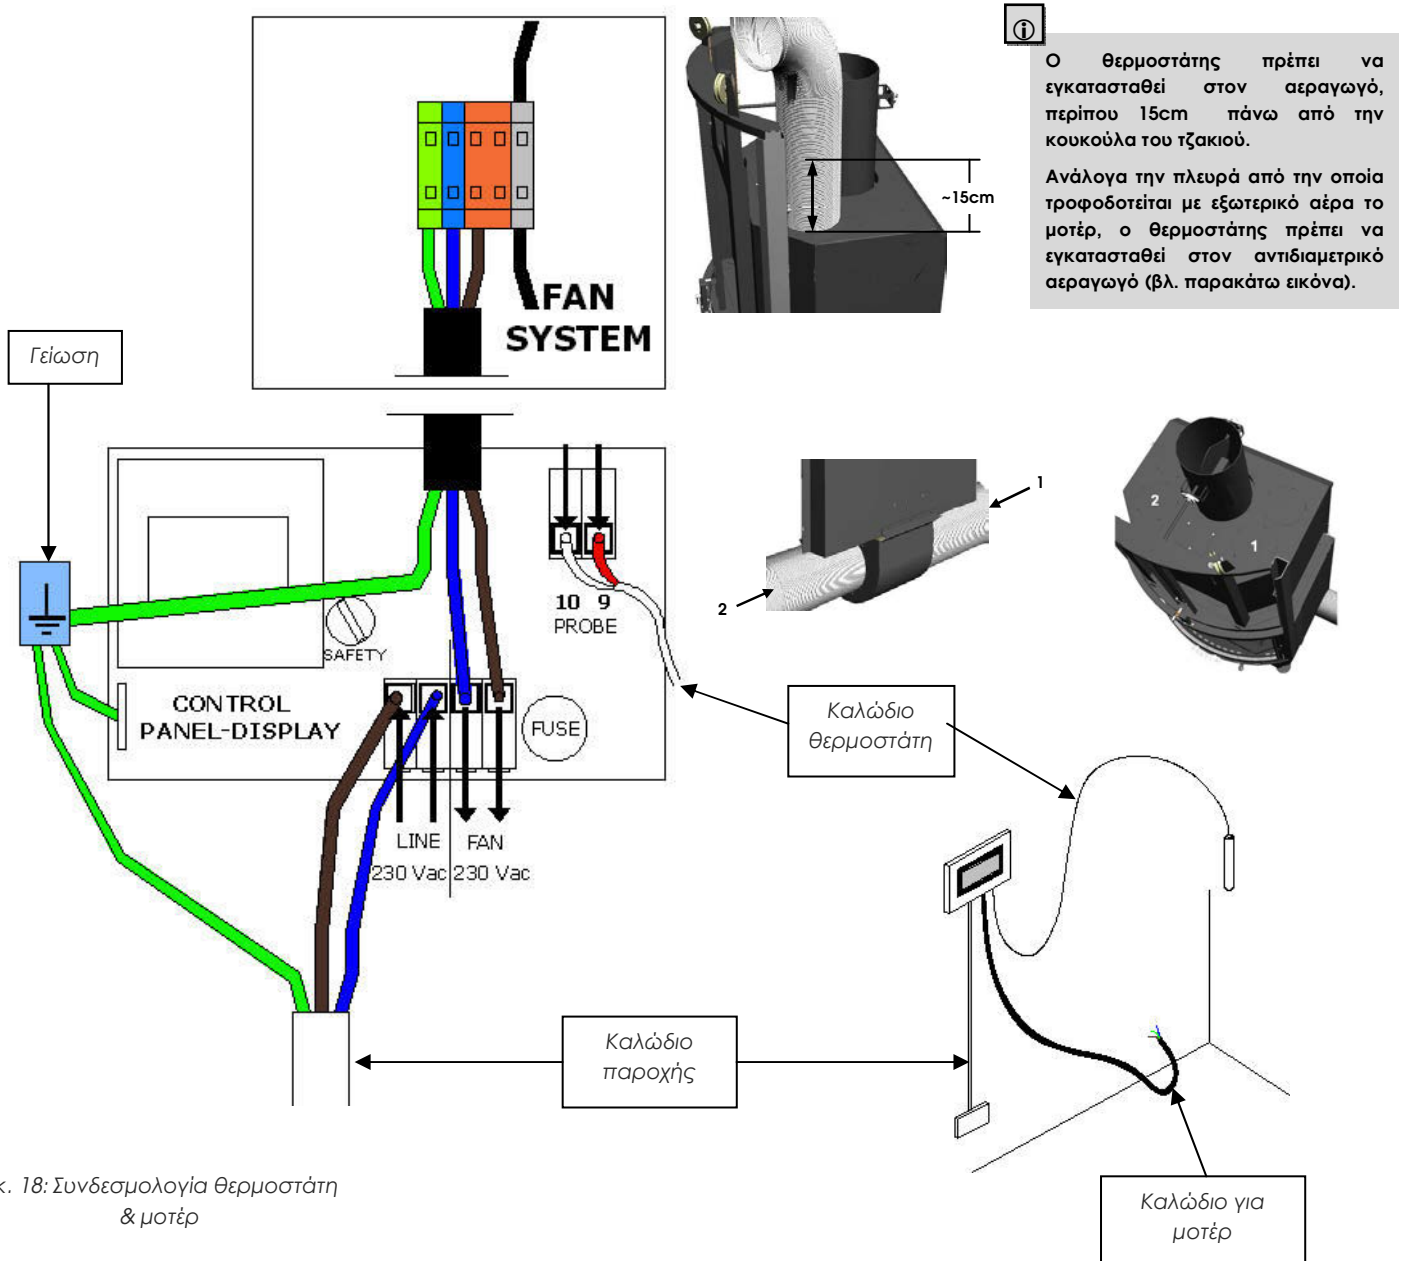 Ο θερμοστάτης πρέπει να
εγκατασταθεί στον αεραγωγό,
περίπου 15cm πάνω από την
κουκούλα του τζακιού.
Ανάλογα την πλευρά από την οποία
τροφοδοτείται με εξωτερικό αέρα το
μοτέρ, ο θερμοστάτης πρέπει να
εγκατασταθεί στον αντιδιαμετρικό
αεραγωγό (βλ. παρακάτω εικόνα).
~15cm
FAN
SYSTEM
Γείωση
10 9
PROBE
SAFETY
CONTROL
PANEL-DISPLAY
FUSE
LINE FAN
230 Vac 230 Vac
1
2
2
1
Καλώδιο
θερμοστάτη
Καλώδιο
παροχής
Καλώδιο για
μοτέρ
κ. 18: Συνδεσμολογία θερμοστάτη
& μοτέρ